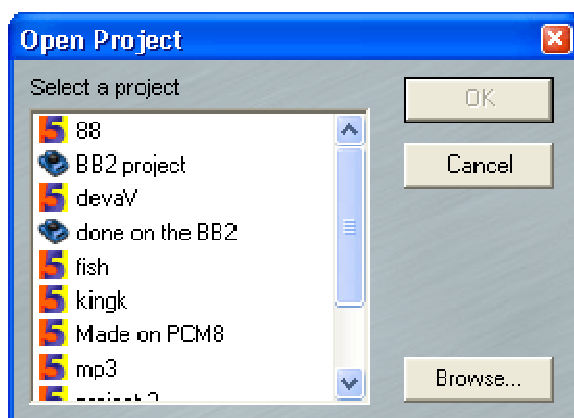 Open Project
Select a project
88
BB2 project
devaV
done on the BB2
fish
kingk
Made on PCM8
mp3
OK
Cancel
Browse...